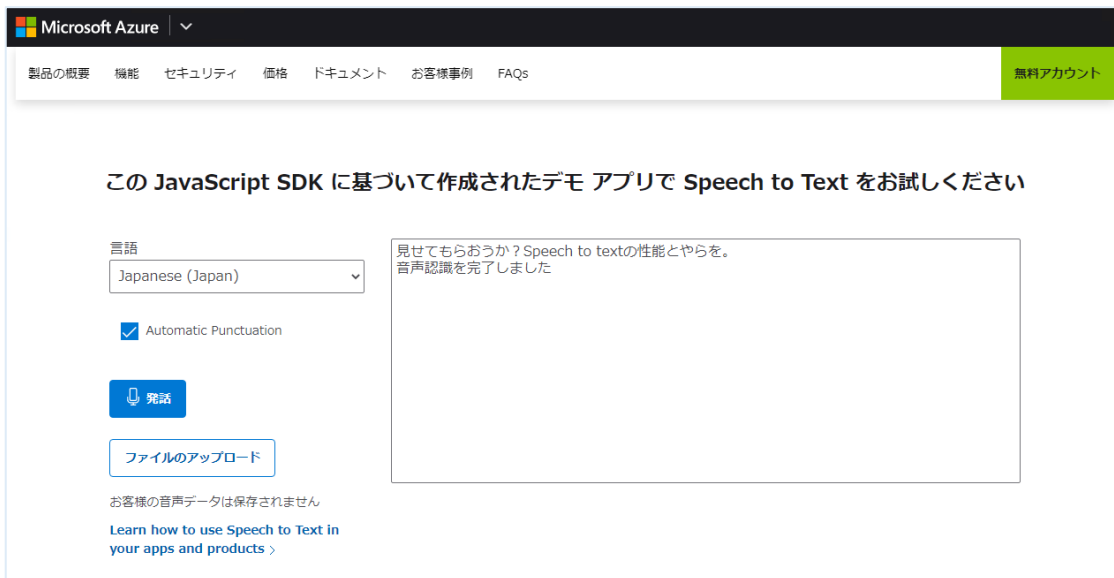 Microsoft Azure
製品の概要 機能 セキュリティ 価格 ドキュメント お客様事例 FAQs 無料アカウント
この JavaScript SDK に基づいて作成されたデモ アプリで Speech to Text をお試しください
言語
Japanese (Japan)
Automatic Punctuation
発話
ファイルのアップロード
お客様の音声データは保存されません
Learn how to use Speech to Text in
your apps and products >
見せてもらおうか？Speech to textの性能とやらを。
音声認識を完了しました